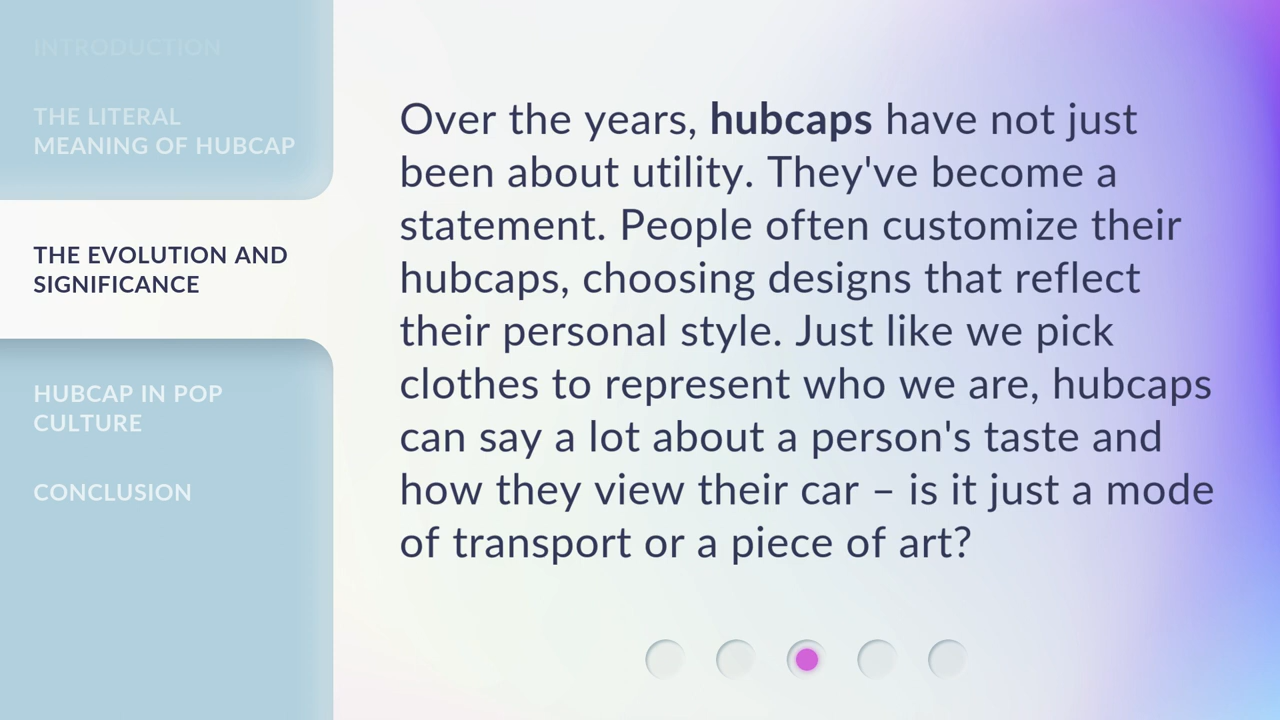 INTRODUCTION
THE LITERAL
MEANING OF HUBCAP
THE EVOLUTION AND
SIGNIFICANCE
HUBCAP IN POP
CULTURE
CONCLUSION
Over the years, hubcaps have not just
been about utility. They've become a
statement. People often customize their
hubcaps, choosing designs that reflect
their personal style. Just like we pick
clothes to represent who we are, hubcaps
can say a lot about a person's taste and
how they view their car – is it just a mode
of transport or a piece of art?